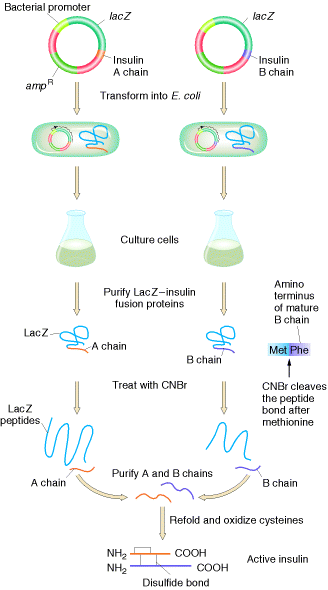 Bacterial promoter
lacZ
lacZ
Insulin
A chain
Insulin
B chain
ampR
Transform into E. coli
Culture cells
Purify LacZ–insulin
fusion proteins
Amino
terminus
of mature
B chain
LacZ
A chain
B chain
Met Phe
Treat with CNBr
CNBr cleaves
the peptide
bond after
methionine
LacZ
peptides
A chain
Purify A and B chains
B chain
Refold and oxidize cysteines
NH2 COOH
NH2 COOH
Active insulin
Disulfide bond